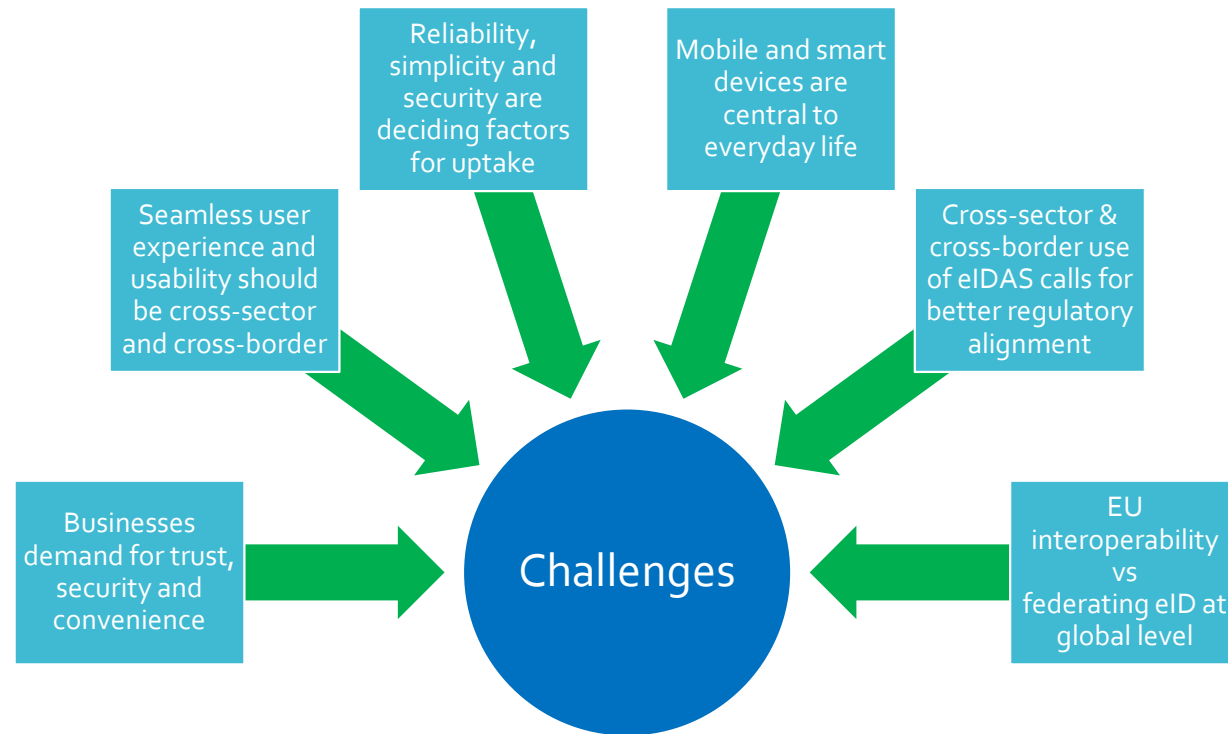 Reliability,
simplicity and
security are
deciding factors
for uptake
Mobile and smart
devices are
central to
everyday life
Seamless user
experience and
usability should
be cross-sector
and cross-border
Cross-sector &
cross-border use
of eIDAS calls for
better regulatory
alignment
Businesses
demand for trust,
security and
convenience
Challenges
EU
interoperability
vs
federating eID at
global level